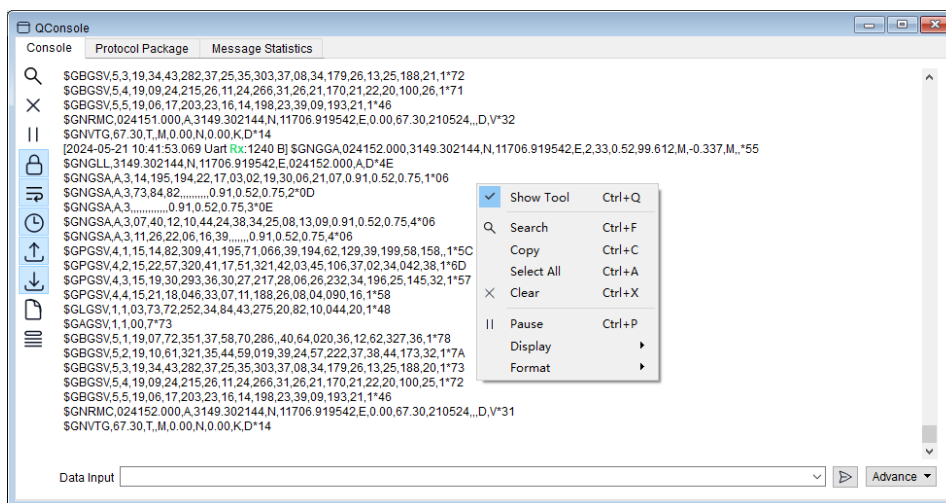 QConsole
Console Protocol Package Message Statistics
$GBGSV,5,3,19,34,43,282,37,25,35,303,37,08,34,179,26,13,25,188,21,1*72
$GBGSV,5,4,19,09,24,215,26,11,24,266,31,26,21,170,21,22,20,100,26,1*71
$GBGSV,5,5,19,06,17,203,23,16,14,198,23,39,09,193,21,1*46
$GNRMC,024151.000,A,3149.302144,N,11706.919542,E,0.00,67.30,210524,,,D,V*32
$GNVTG,67.30,T,,M,0.00,N,0.00,K,D*14
[2024-05-21 10:41:53.069 Uart Rx:1240 B] $GNGGA,024152.000,3149.302144,N,11706.919542,E,2,33,0.52,99.612,M,-0.337,M,,*55
$GNGLL,3149.302144,N,11706.919542,E,024152.000,A,D*4E
$GNGSA,A,3,14,195,194,22,17,03,02,19,30,06,21,07,0.91,0.52,0.75,1*06
$GNGSA,A,3,73,84,82,,,,,,,,,,0.91,0.52,0.75,2*0D
$GNGSA,A,3,,,,,,,,,,,,,0.91,0.52,0.75,3*0E
$GNGSA,A,3,07,40,12,10,44,24,38,34,25,08,13,09,0.91,0.52,0.75,4*06
$GNGSA,A,3,11,26,22,06,16,39,,,,,,,0.91,0.52,0.75,4*06
$GPGSV,4,1,15,14,82,309,41,195,71,066,39,194,62,129,39,199,58,158,,1*5C
$GPGSV,4,2,15,22,57,320,41,17,51,321,42,03,45,106,37,02,34,042,38,1*6D
$GPGSV,4,3,15,19,30,293,36,30,27,217,28,06,26,232,34,196,25,145,32,1*57
$GPGSV,4,4,15,21,18,046,33,07,11,188,26,08,04,090,16,1*58
$GLGSV,1,1,03,73,72,252,34,84,43,275,20,82,10,044,20,1*48
$GAGSV,1,1,00,7*73
$GBGSV,5,1,19,07,72,351,37,58,70,286,,40,64,020,36,12,62,327,36,1*78
$GBGSV,5,2,19,10,61,321,35,44,59,019,39,24,57,222,37,38,44,173,32,1*7A
$GBGSV,5,3,19,34,43,282,37,25,35,303,37,08,34,179,26,13,25,188,20,1*73
$GBGSV,5,4,19,09,24,215,26,11,24,266,31,26,21,170,21,22,20,100,25,1*72
$GBGSV,5,5,19,06,17,203,23,16,14,198,23,39,09,193,21,1*46
$GNRMC,024152.000,A,3149.302144,N,11706.919542,E,0.00,67.30,210524,,,D,V*31
$GNVTG,67.30,T,,M,0.00,N,0.00,K,D*14
Show Tool Ctrl+Q
Search Ctrl+F
Copy Ctrl+C
Select All Ctrl+A
Clear Ctrl+X
Pause Ctrl+P
Display
Format
Data Input Advance